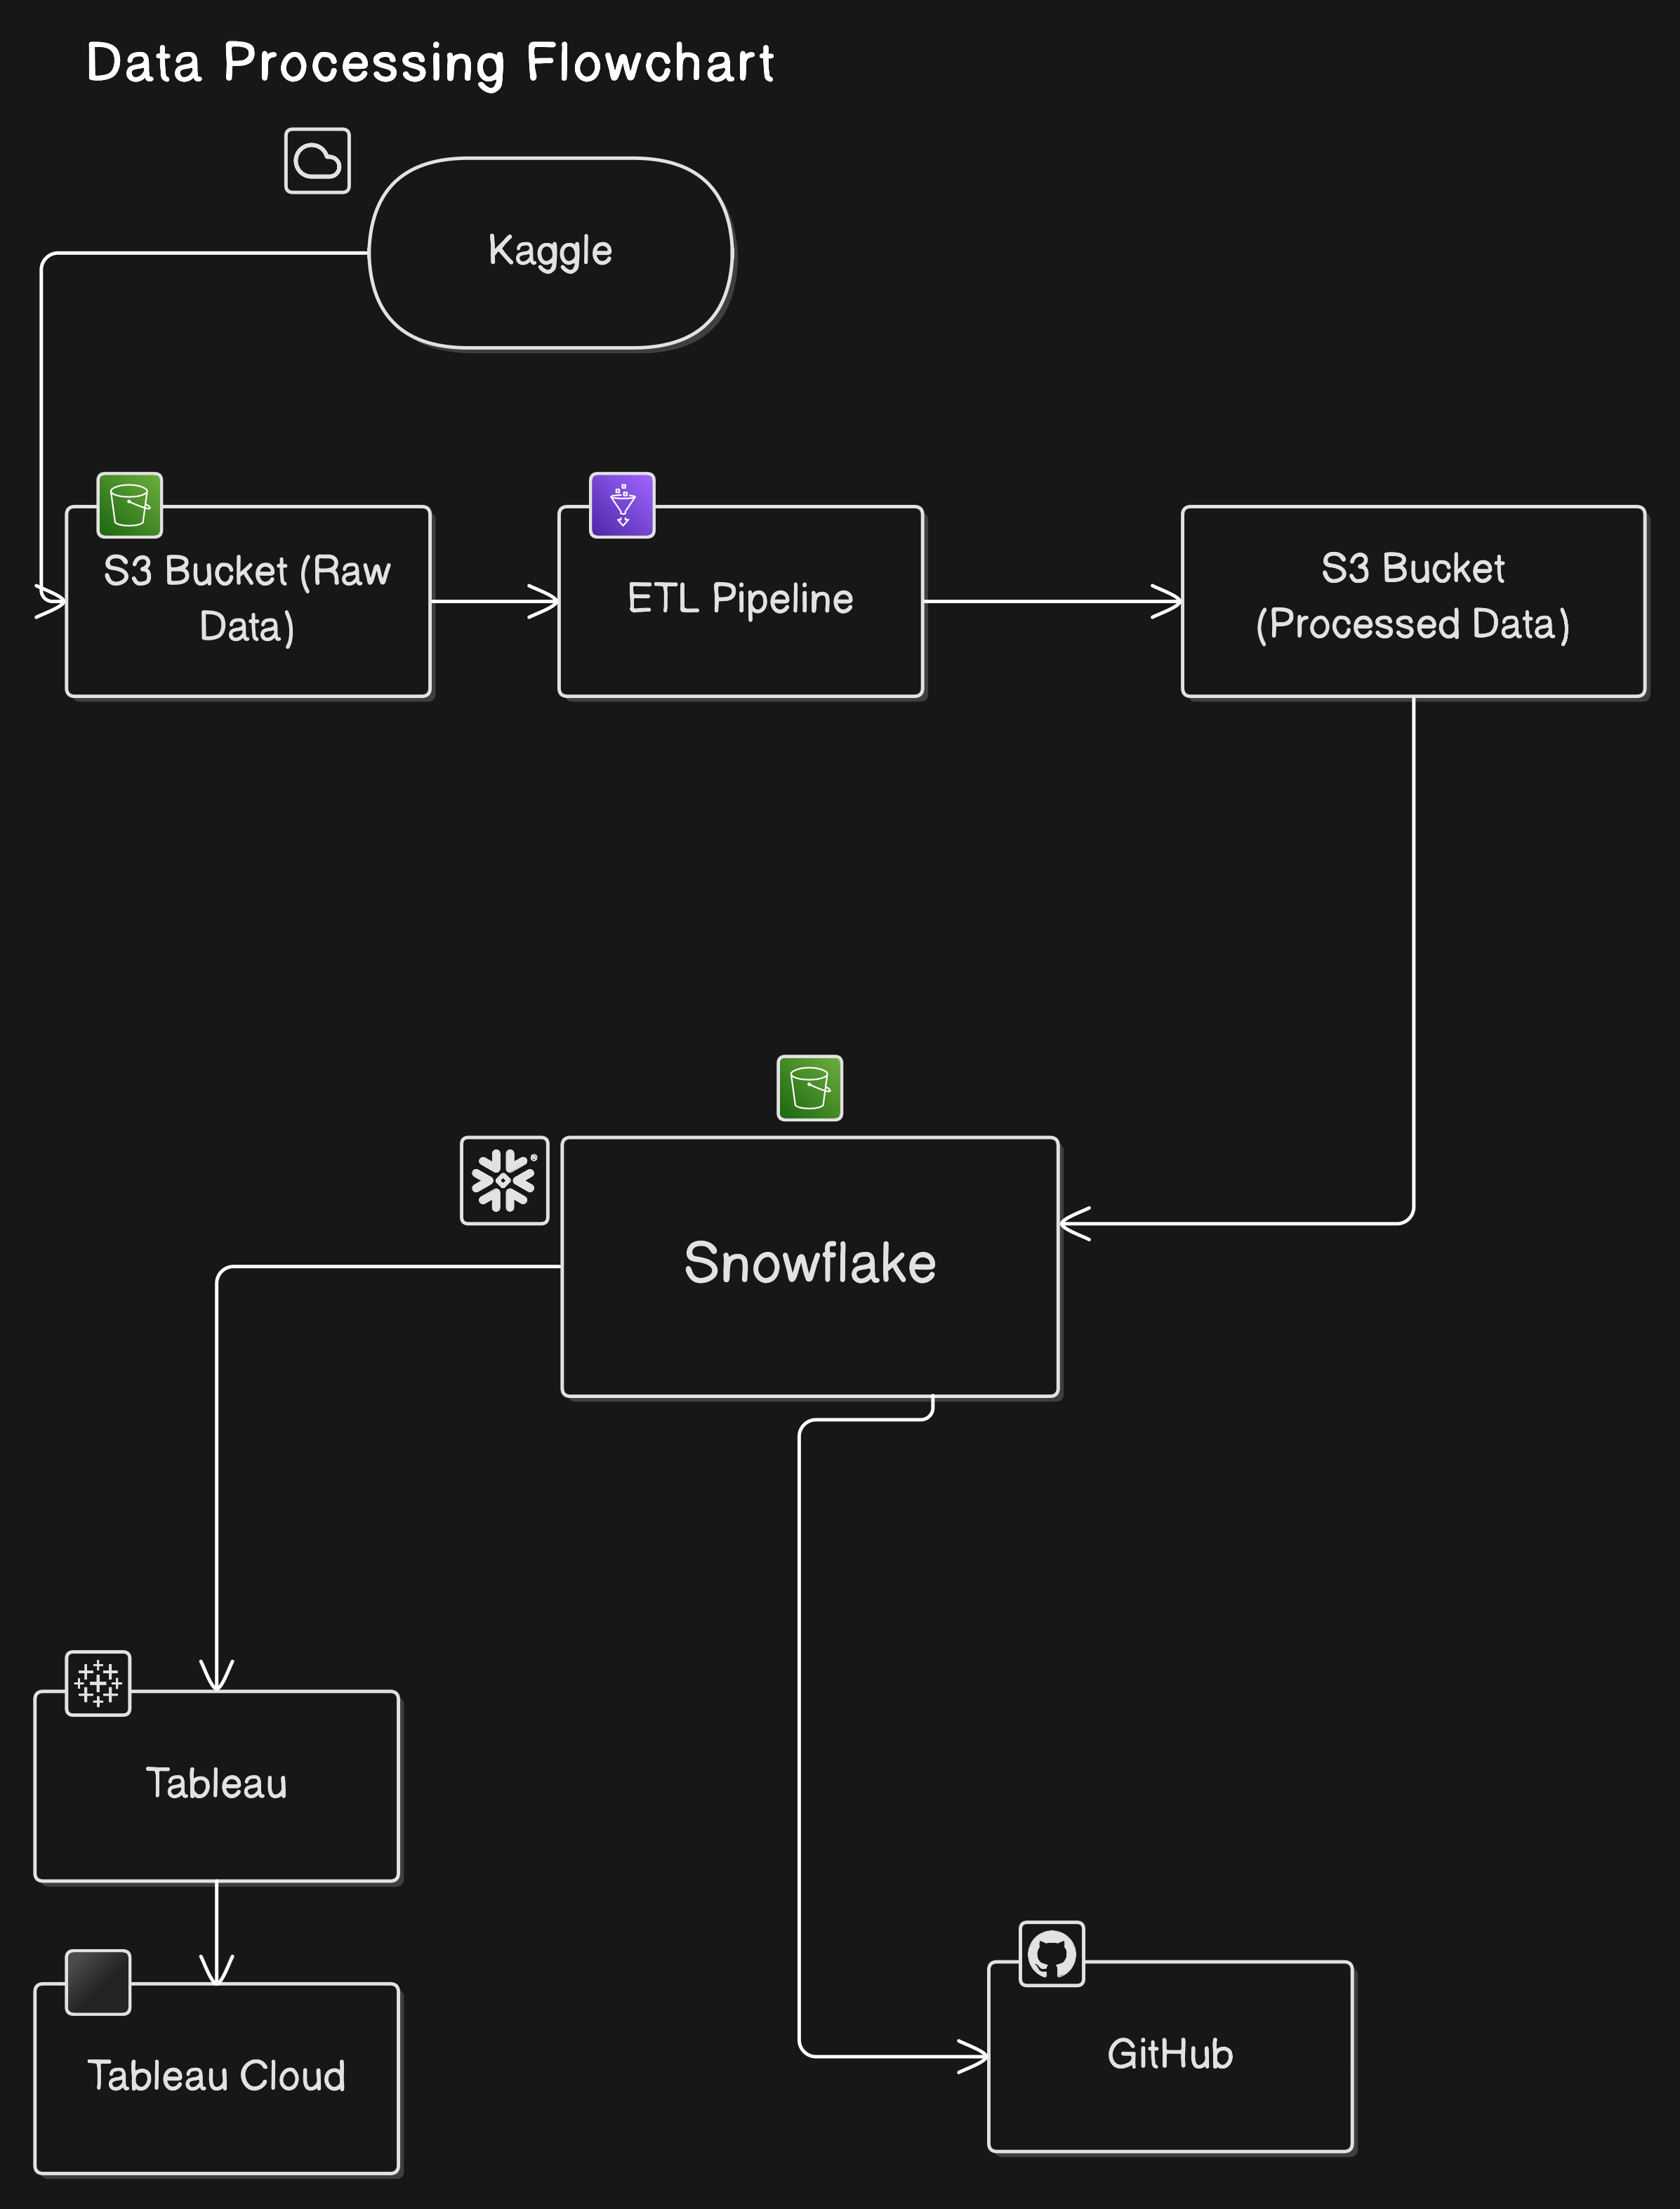 Data Processing Flowchart
Kaggle
S3 Bucket (Raw
Data)
ETL Pipeline
S3 Bucket
(Processed Data)
Snowflake
Tableau
Tableau Cloud
GitHub